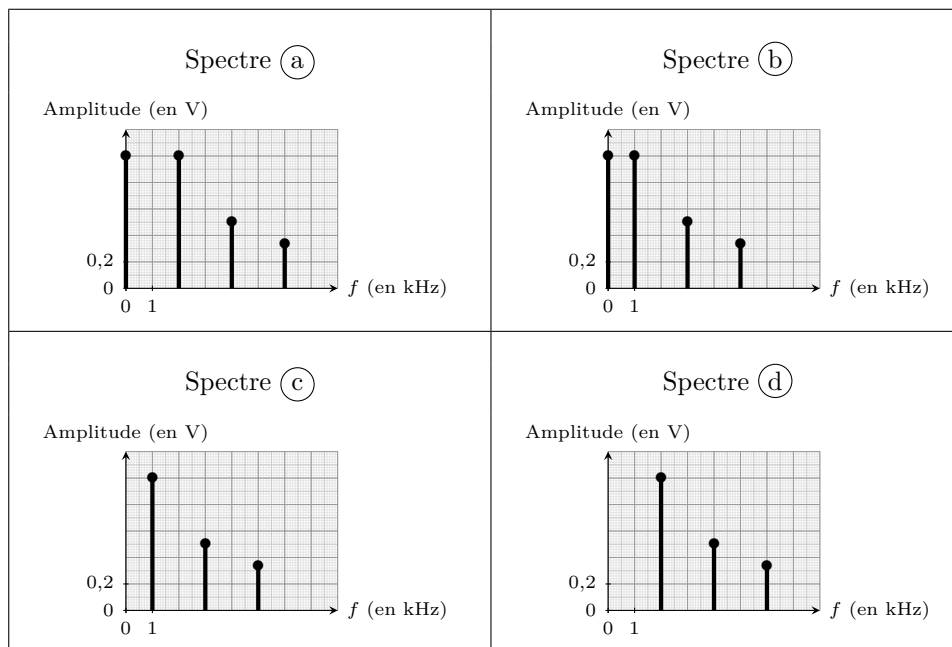 Spectre a
Amplitude (en V)
0,2
0
0 1
f (en kHz)
Spectre b
Amplitude (en V)
0,2
0
0 1
f (en kHz)
Spectre c
Amplitude (en V)
0,2
0
0 1
f (en kHz)
Spectre d
Amplitude (en V)
0,2
0
0 1
f (en kHz)